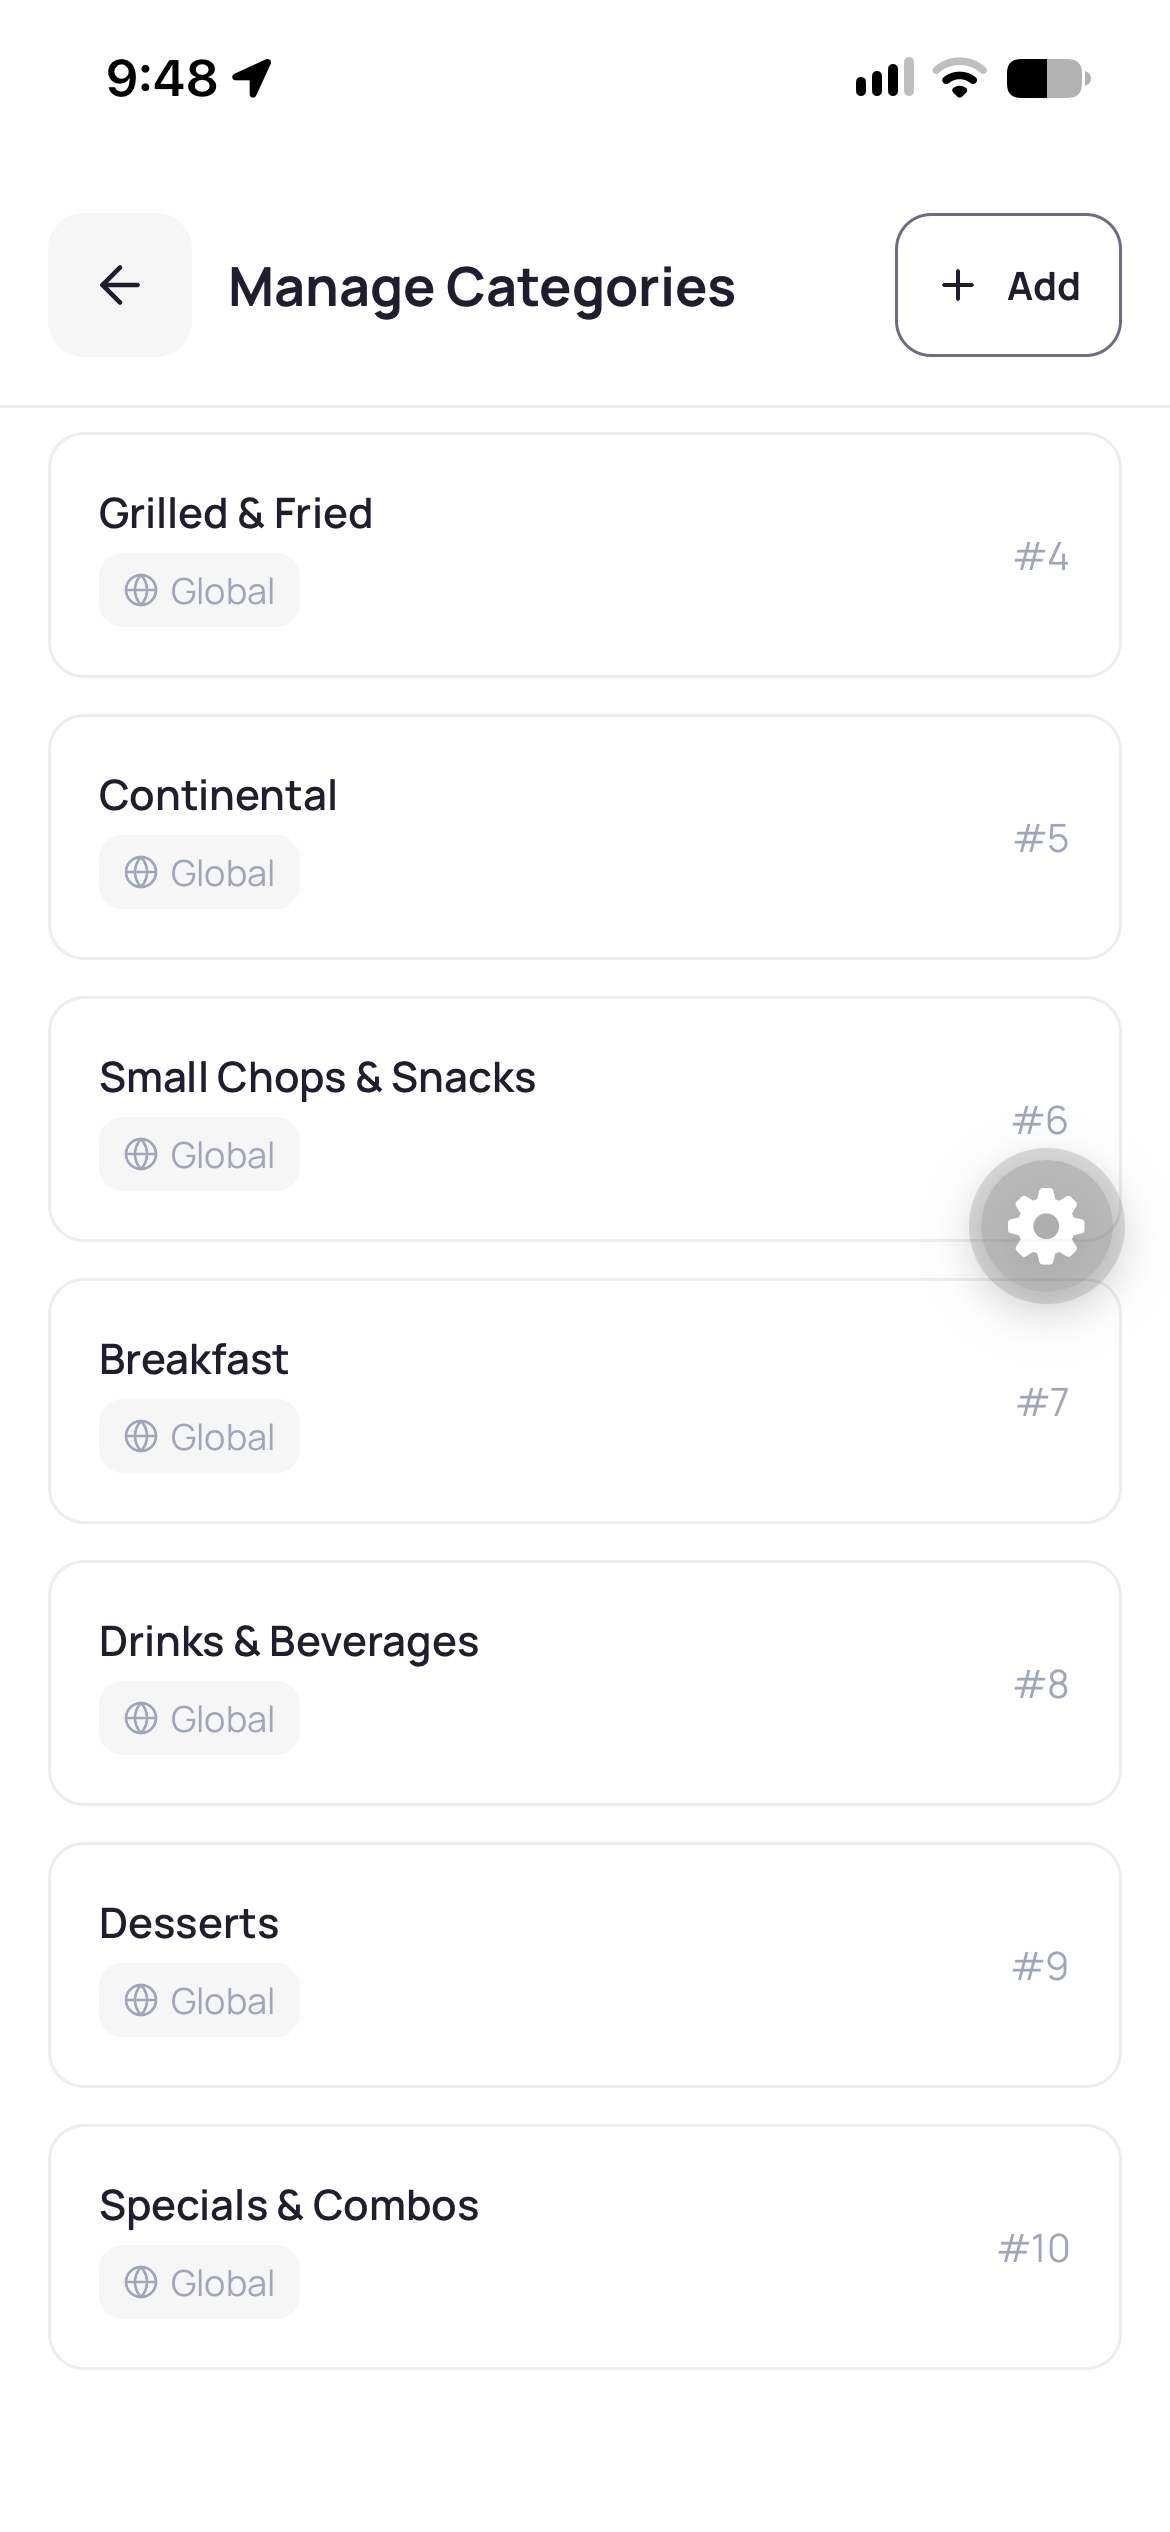 9:48
Manage Categories
+ Add
Grilled & Fried
#4
Global
Continental
#5
Global
Small Chops & Snacks
#6
Global
Breakfast
#7
Global
Drinks & Beverages
#8
Global
Desserts
#9
Global
Specials & Combos
#10
Global